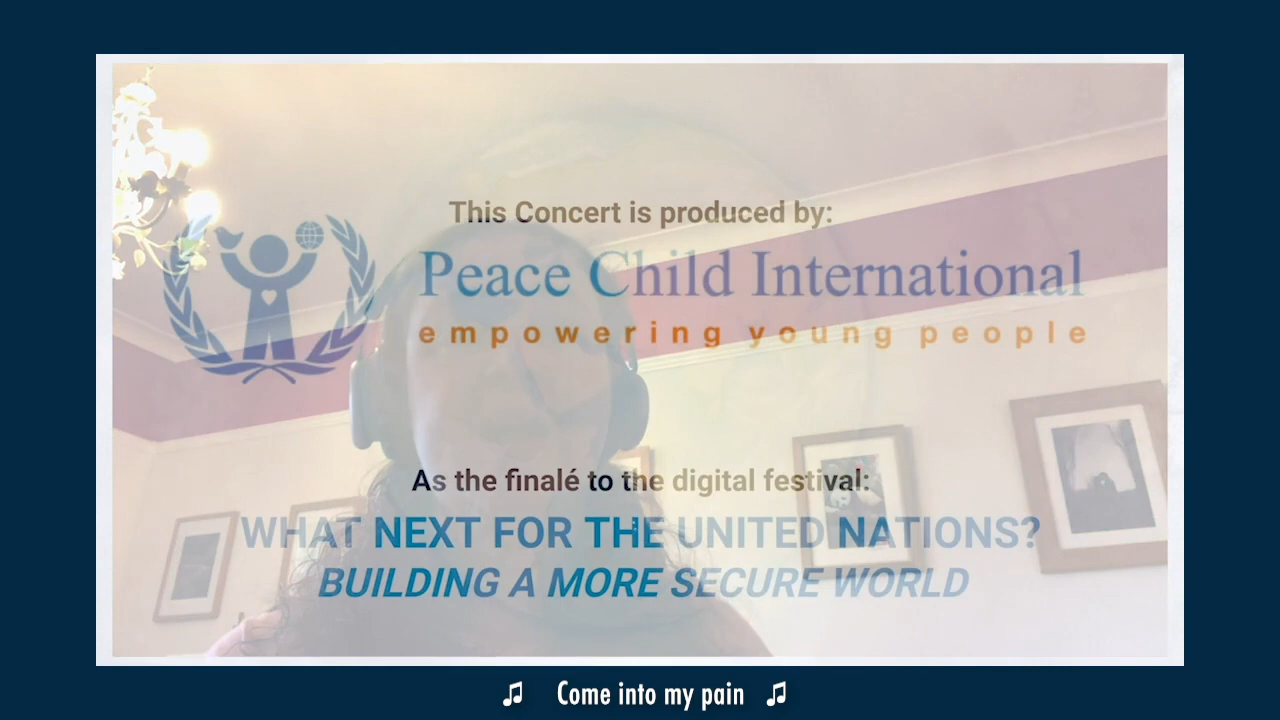 This Concert is produced by:
Peace Child International
empowering young people
As the finalé to the digital festival:
WHAT NEXT FOR THE UNITED NATIONS?
BUILDING A MORE SECURE WORLD
♫ Come into my pain ♫